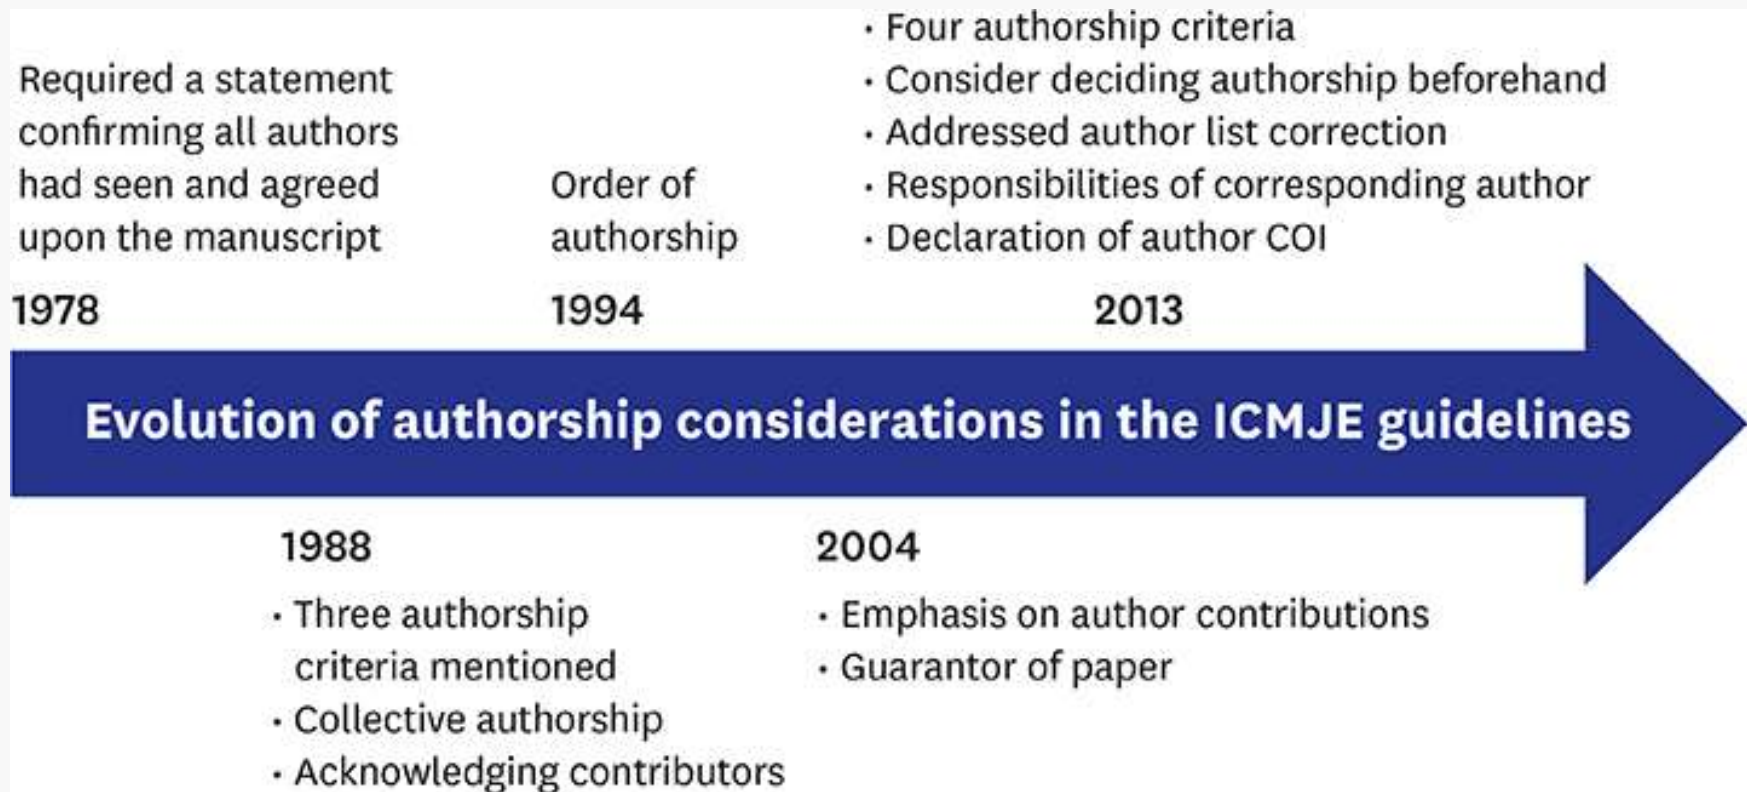 Required a statement
confirming all authors
had seen and agreed
upon the manuscript
1978
Order of
authorship
1994
· Four authorship criteria
· Consider deciding authorship beforehand
· Addressed author list correction
· Responsibilities of corresponding author
· Declaration of author COI
2013
Evolution of authorship considerations in the ICMJE guidelines
1988
· Three authorship
criteria mentioned
· Collective authorship
· Acknowledging contributors
2004
· Emphasis on author contributions
· Guarantor of paper